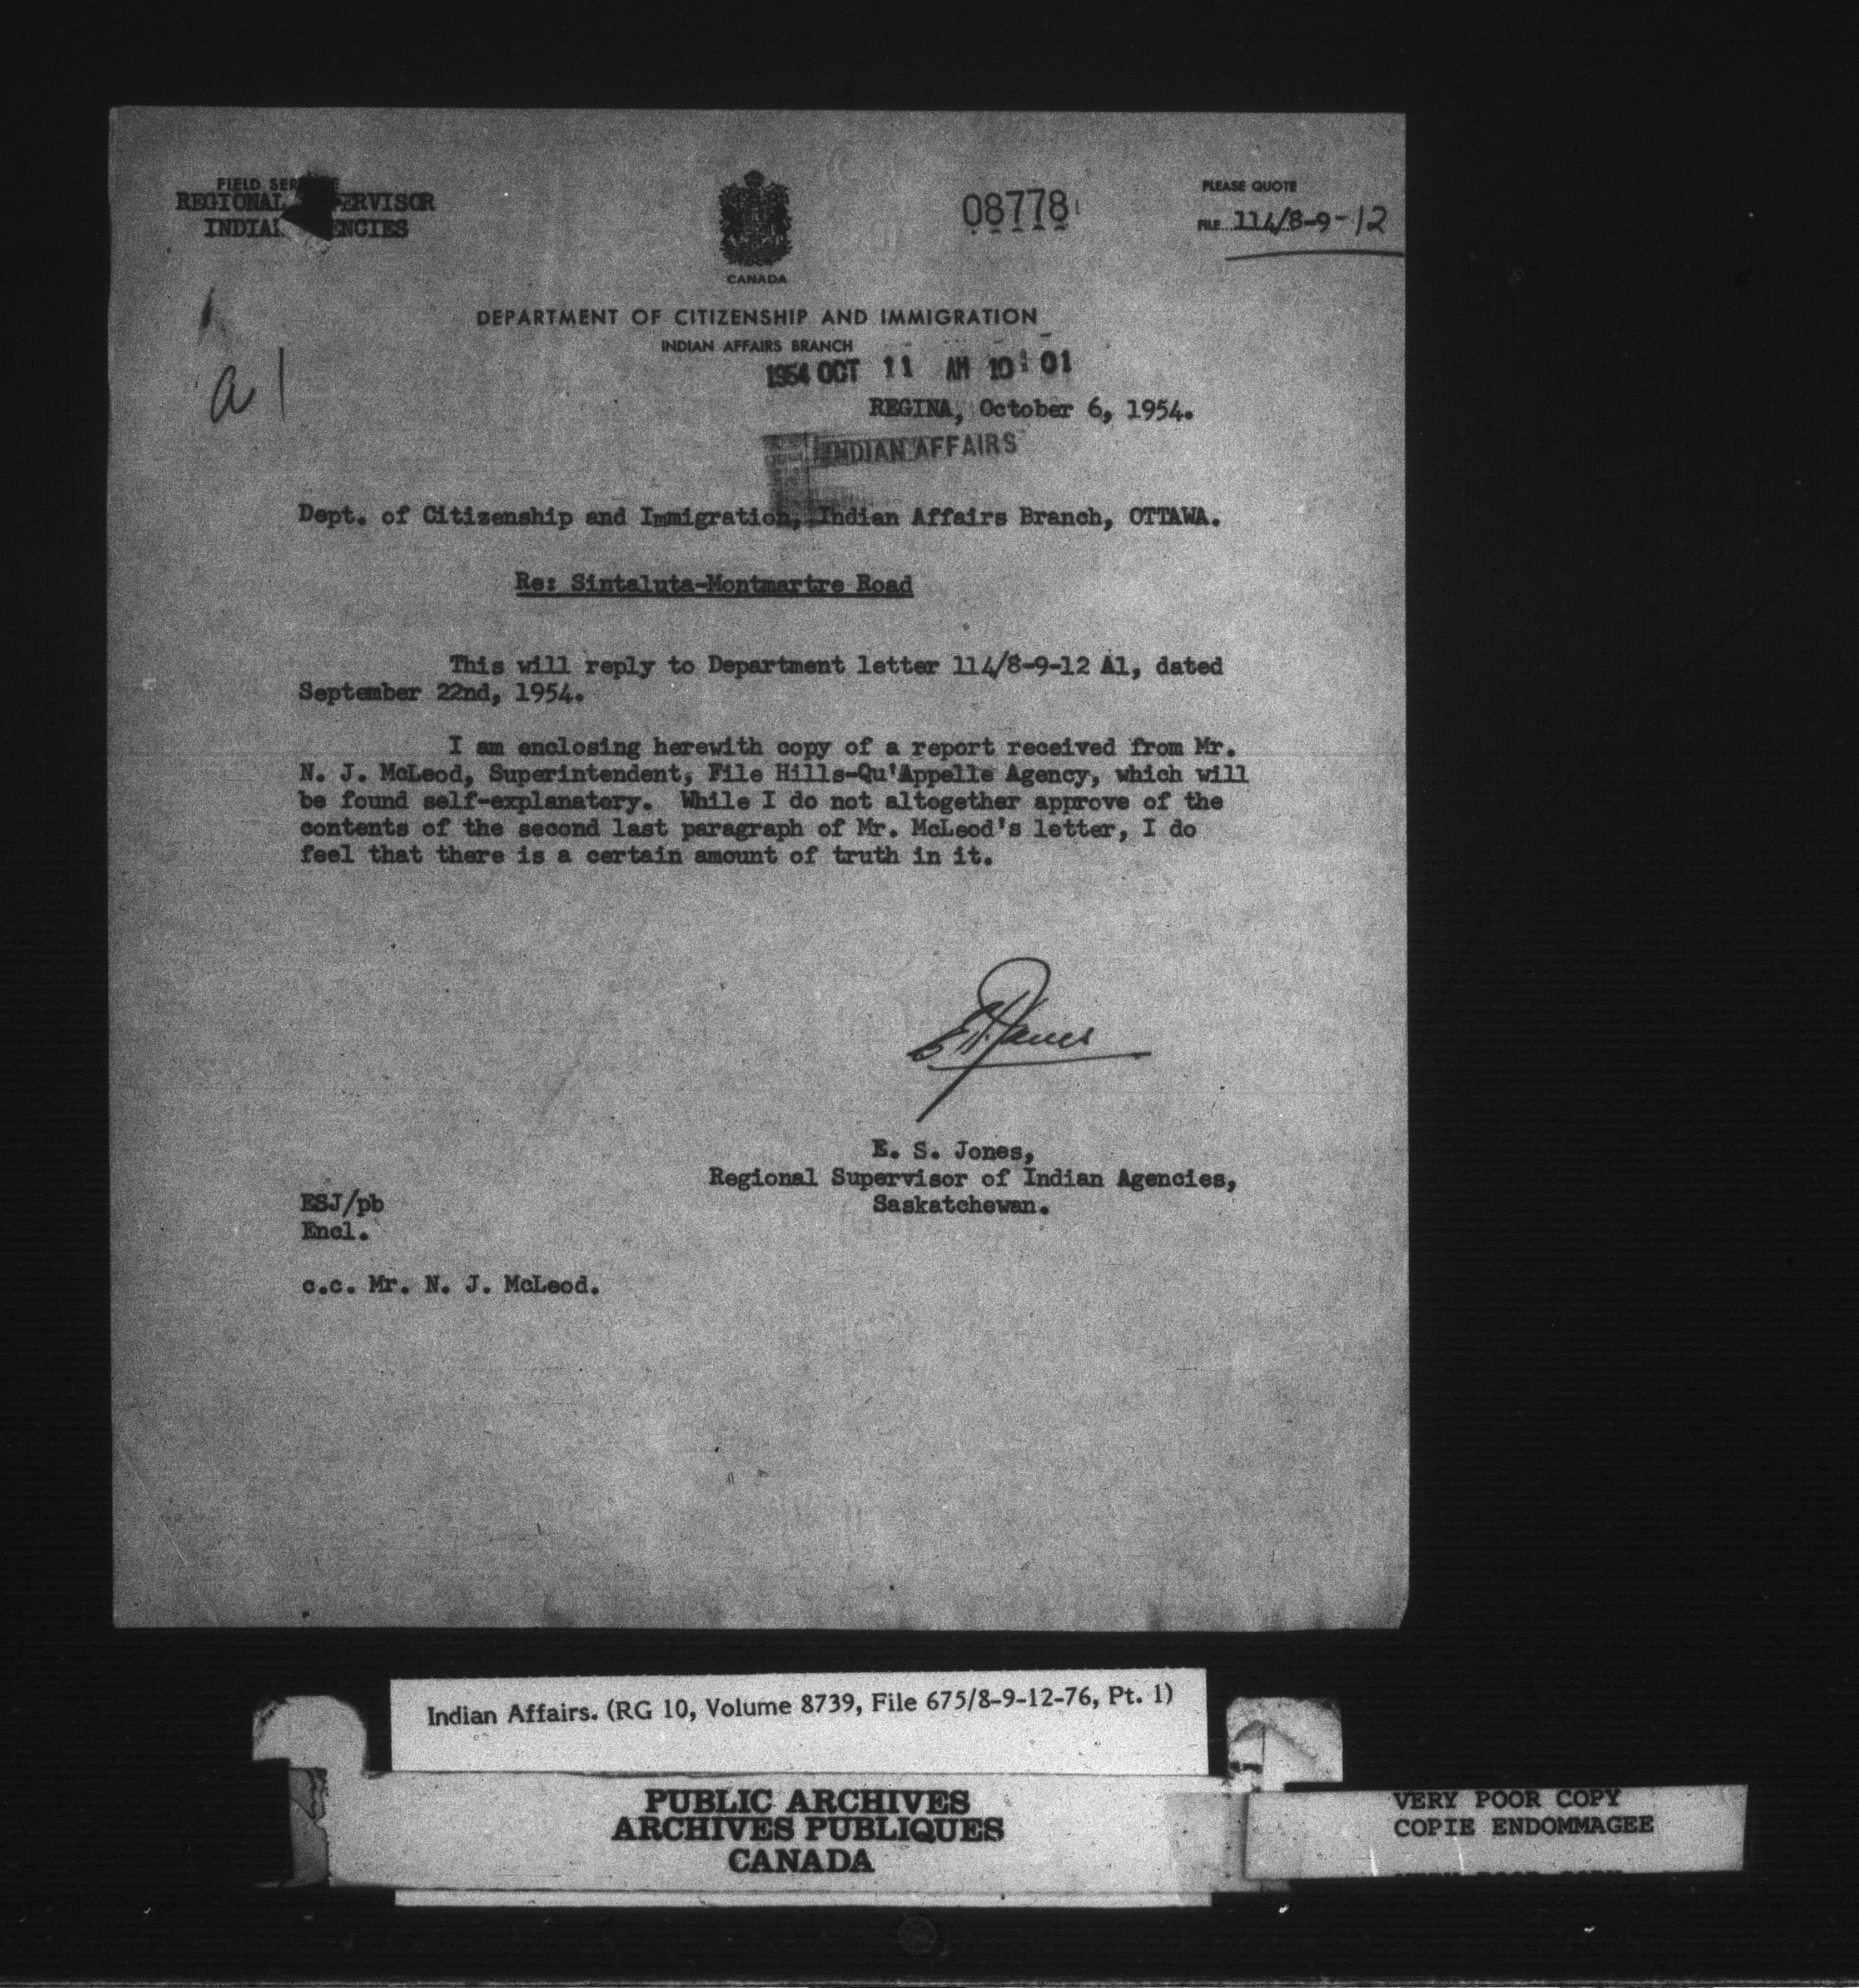 FIELD SER
REGIONAL ERVISOR
INDIA ENCIES
CANADA
08778
PLEASE QUOTE
FILE...114/8-9-12
DEPARTMENT OF CITIZENSHIP AND IMMIGRATION
INDIAN AFFAIRS BRANCH
1954 OCT 11 AM 10:01
a1
REGINA, October 6, 1954.
INDIAN AFFAIRS
Dept. of Citizenship and Immigration, Indian Affairs Branch, OTTAWA.
Re: Sintaluta-Montmartre Road
This will reply to Department letter 114/8-9-12 A1, dated
September 22nd, 1954.
I am enclosing herewith copy of a report received from Mr.
N. J. McLeod, Superintendent, File Hills-Qu'Appelle Agency, which will
be found self-explanatory. While I do not altogether approve of the
contents of the second last paragraph of Mr. McLeod's letter, I do
feel that there is a certain amount of truth in it.
E. S. Jones,
Regional Supervisor of Indian Agencies,
Saskatchewan.
ESJ/pb
Encl.
c.c. Mr. N. J. McLeod.
Indian Affairs. (RG 10, Volume 8739, File 675/8-9-12-76, Pt. 1)
PUBLIC ARCHIVES
ARCHIVES PUBLIQUES
CANADA
VERY POOR COPY
COPIE ENDOMMAGEE